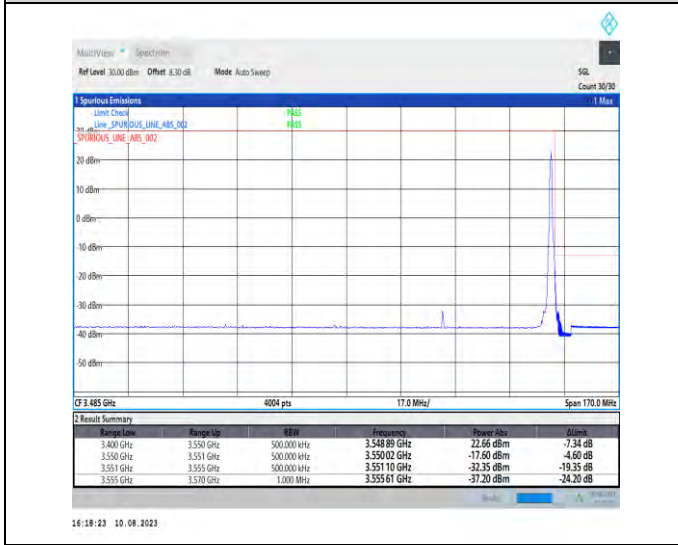 MultiView Spectrum
Ref Level 30.00 dBm Offset 8.30 dB Mode Auto Sweep SGL
Count 30/30
1 Spurious Emissions 1 Max
Limit Check PASS
Line _SPURIOUS_LINE_ABS_002 PASS
30 dBm
_SPURIOUS_LINE_ABS_002
20 dBm
10 dBm
0 dBm
-10 dBm
-20 dBm
-30 dBm
-40 dBm
-50 dBm
CF 3.485 GHz 4004 pts 17.0 MHz/ Span 170.0 MHz
2 Result Summary
Range Low Range Up RBW Frequency Power Abs ΔLimit
3.400 GHz 3.550 GHz 500.000 kHz 3.548 89 GHz 22.66 dBm -7.34 dB
3.550 GHz 3.551 GHz 500.000 kHz 3.550 02 GHz -17.60 dBm -4.60 dB
3.551 GHz 3.555 GHz 500.000 kHz 3.551 10 GHz -32.35 dBm -19.35 dB
3.555 GHz 3.570 GHz 1.000 MHz 3.555 61 GHz -37.20 dBm -24.20 dB
16:18:23 10.08.2023